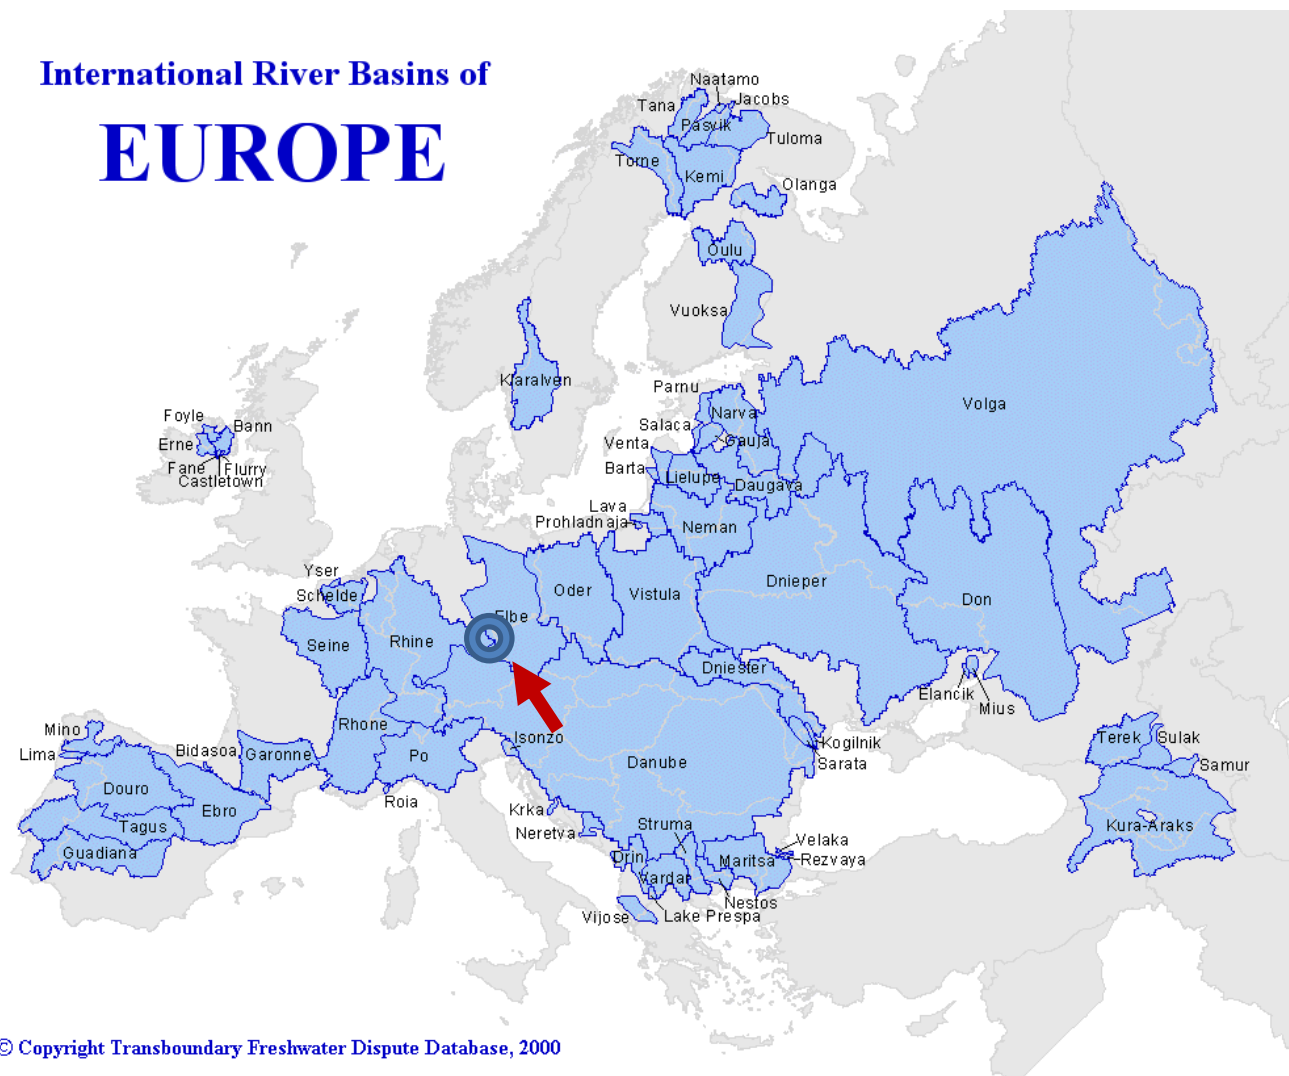 International River Basins of
EUROPE
Naatamo
Tana
Jacobs
Pasvik
Tuloma
Torne
Kemi
Olanga
Oulu
Vuoksa
Klaralven
Parnu
Volga
Foyle
Bann
Narva
Salaca
Erne
Venta
Gauja
Fane
Flurry
Barta
Lielupe
Castletown
Daugava
Lava
Prohladnaja
Neman
Yser
Schelde
Oder
Vistula
Dnieper
Don
Elbe
Seine
Rhine
Dniester
Elancik
Mius
Mino
Rhone
Isonzo
Kogilnik
Terek
Sulak
Lima
Bidasoa
Garonne
Po
Danube
Sarata
Samur
Douro
Roia
Ebro
Krka
Tagus
Struma
Kura-Araks
Neretva
Velaka
Guadiana
Drin
Maritsa
Rezvaya
Vardar
Nestos
Vijose
Lake Prespa
© Copyright Transboundary Freshwater Dispute Database, 2000